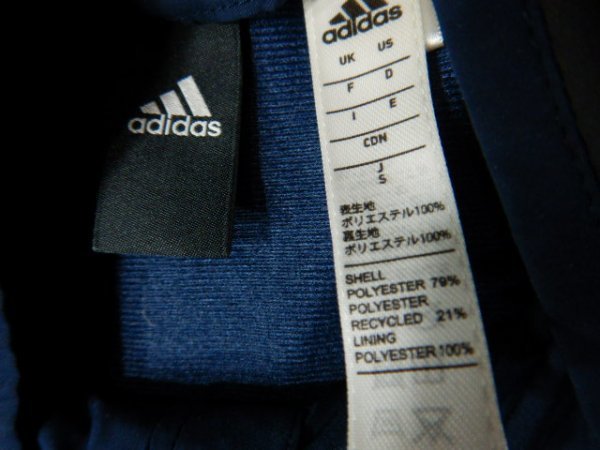 adidas
adidas
UK US
F D
I E
CDN
J
S
表生地
ポリエステル100%
裏生地
ポリエステル100%
SHELL
POLYESTER 79%
POLYESTER
RECYCLED 21%
LINING
POLYESTER 100%